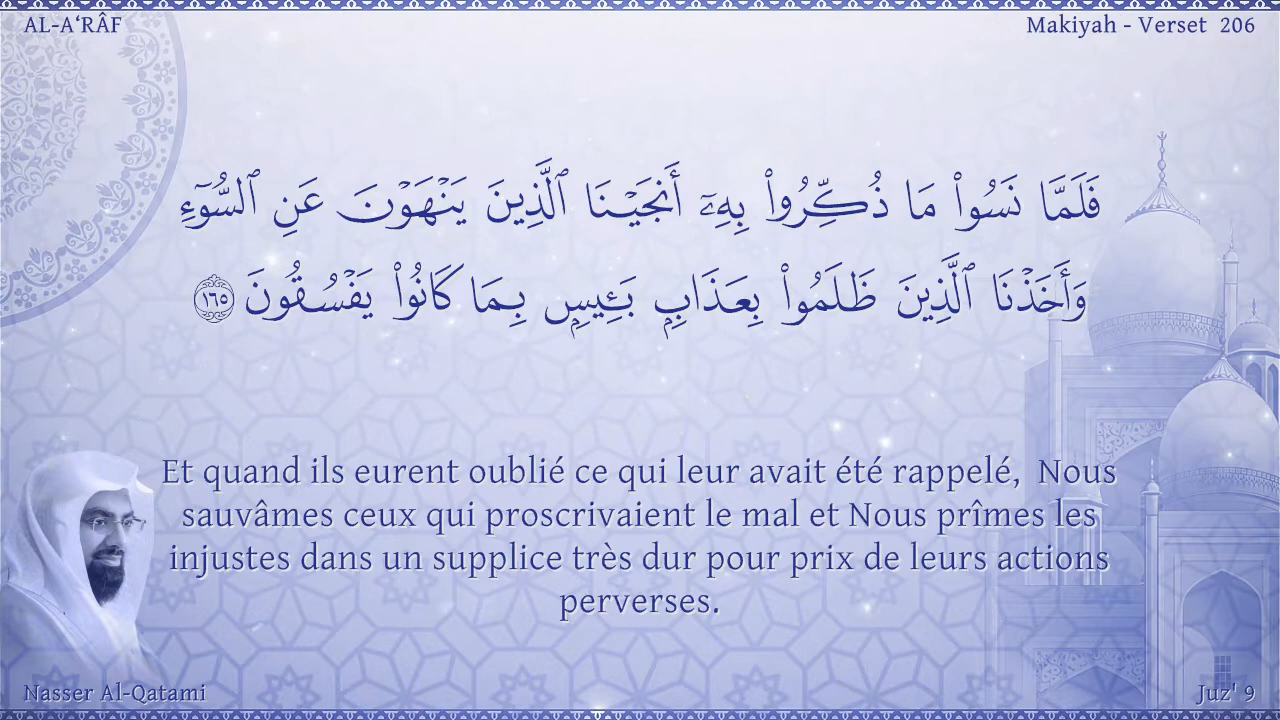 AL-A‘RÂF
Makiyah - Verset 206
فَلَمَّا نَسُوا۟ مَا ذُكِّرُوا۟ بِهِۦٓ أَنجَيْنَا ٱلَّذِينَ يَنْهَوْنَ عَنِ ٱلسُّوٓءِ
وَأَخَذْنَا ٱلَّذِينَ ظَلَمُوا۟ بِعَذَابٍۭ بَـِٔيسٍۭ بِمَا كَانُوا۟ يَفْسُقُونَ ١٦٥
Et quand ils eurent oublié ce qui leur avait été rappelé, Nous
sauvâmes ceux qui proscrivaient le mal et Nous prîmes les
injustes dans un supplice très dur pour prix de leurs actions
perverses.
Nasser Al-Qatami
Juz' 9